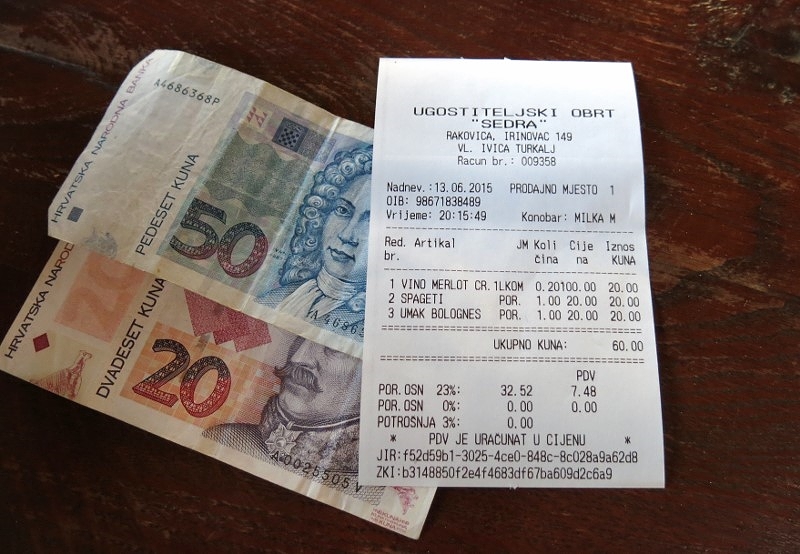 HRVATSKA NARODNA BANKA
A4686368P
PEDESET KUNA
50
HRVATSKA
DVADESET KUNA
20
A0025505V
UGOSTITELJSKI OBRT
"SEDRA"
RAKOVICA, IRINOVAC 149
VL. IVICA TURKALJ
Racun br.: 009358
Nadnev.:13.06.2015 PRODAJNO MJESTO 1
OIB: 98671838489
Vrijeme: 20:15:49 Konobar: MILKA M
Red. Artikal JM Koli Cije Iznos
br. čina na KUNA
1 VINO MERLOT CR.1LKOM 0.20100.00 20.00
2 SPAGETI POR. 1.00 20.00 20.00
3 UMAK BOLOGNES POR. 1.00 20.00 20.00
UKUPNO KUNA: 60.00
PDV
POR.OSN 23%: 32.52 7.48
POR.OSN 0%: 0.00 0.00
POTROSNJA 3%: 0.00
* PDV JE URAČUNAT U CIJENU *
JIR:f52d59b1-3025-4ce0-848c-8c028a9a62d8
ZKI:b3148850f2e4f4683df67ba609d2c6a9